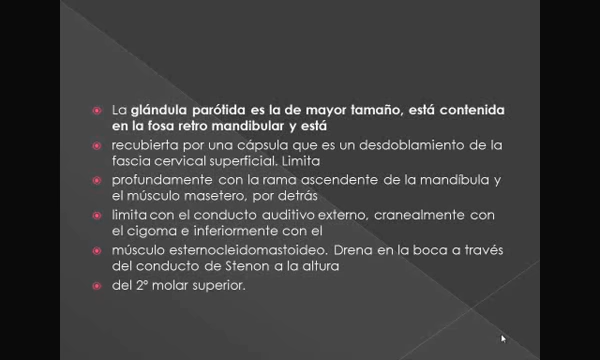 La glándula parótida es la de mayor tamaño, está contenida
en la fosa retro mandibular y está
recubierta por una cápsula que es un desdoblamiento de la
fascia cervical superficial. Limita
profundamente con la rama ascendente de la mandíbula y
el músculo masetero, por detrás
limita con el conducto auditivo externo, cranealmente con
el cigoma e inferiormente con el
músculo esternocleidomastoideo. Drena en la boca a través
del conducto de Stenon a la altura
del 2º molar superior.